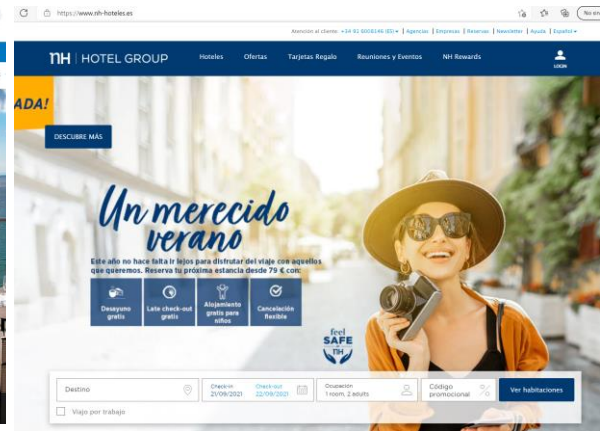 https://www.nh-hoteles.es
Atención al cliente: +34 91 6008146 (ES) | Agencias | Empresas | Reservas | Newsletter | Ayuda | Español
NH | HOTEL GROUP
Hoteles Ofertas Tarjetas Regalo Reuniones y Eventos NH Rewards
LOGIN
ADA!
DESCUBRE MÁS
Un merecido
verano
Este año no hace falta ir lejos para disfrutar del viaje con aquellos
que queremos. Reserva tu próxima estancia desde 79 € con:
Desayuno
gratis
Late check-out
gratis
Alojamiento
gratis para
niños
Cancelación
flexible
feel
SAFE
at
NH
Destino
Check-in
21/09/2021
Check-out
22/09/2021
Ocupación
1 room, 2 adults
Código
promocional
Ver habitaciones
Viajo por trabajo